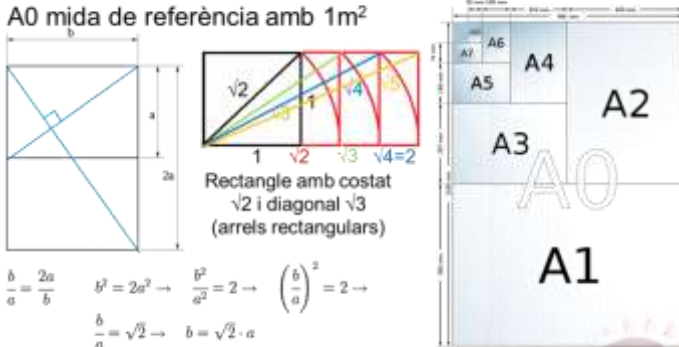 A0 mida de referència amb 1m²
b
a
2a
√2
1
√3
√4
√5
1
√2
√3
√4=2
Rectangle amb costat
√2 i diagonal √3
(arrels rectangulars)
b/a = 2a/b    b² = 2a² →    b²/a² = 2 →    (b/a)² = 2 →
b/a = √2 →    b = √2 · a
A6
A7
A4
A5
A2
A3
A0
A1